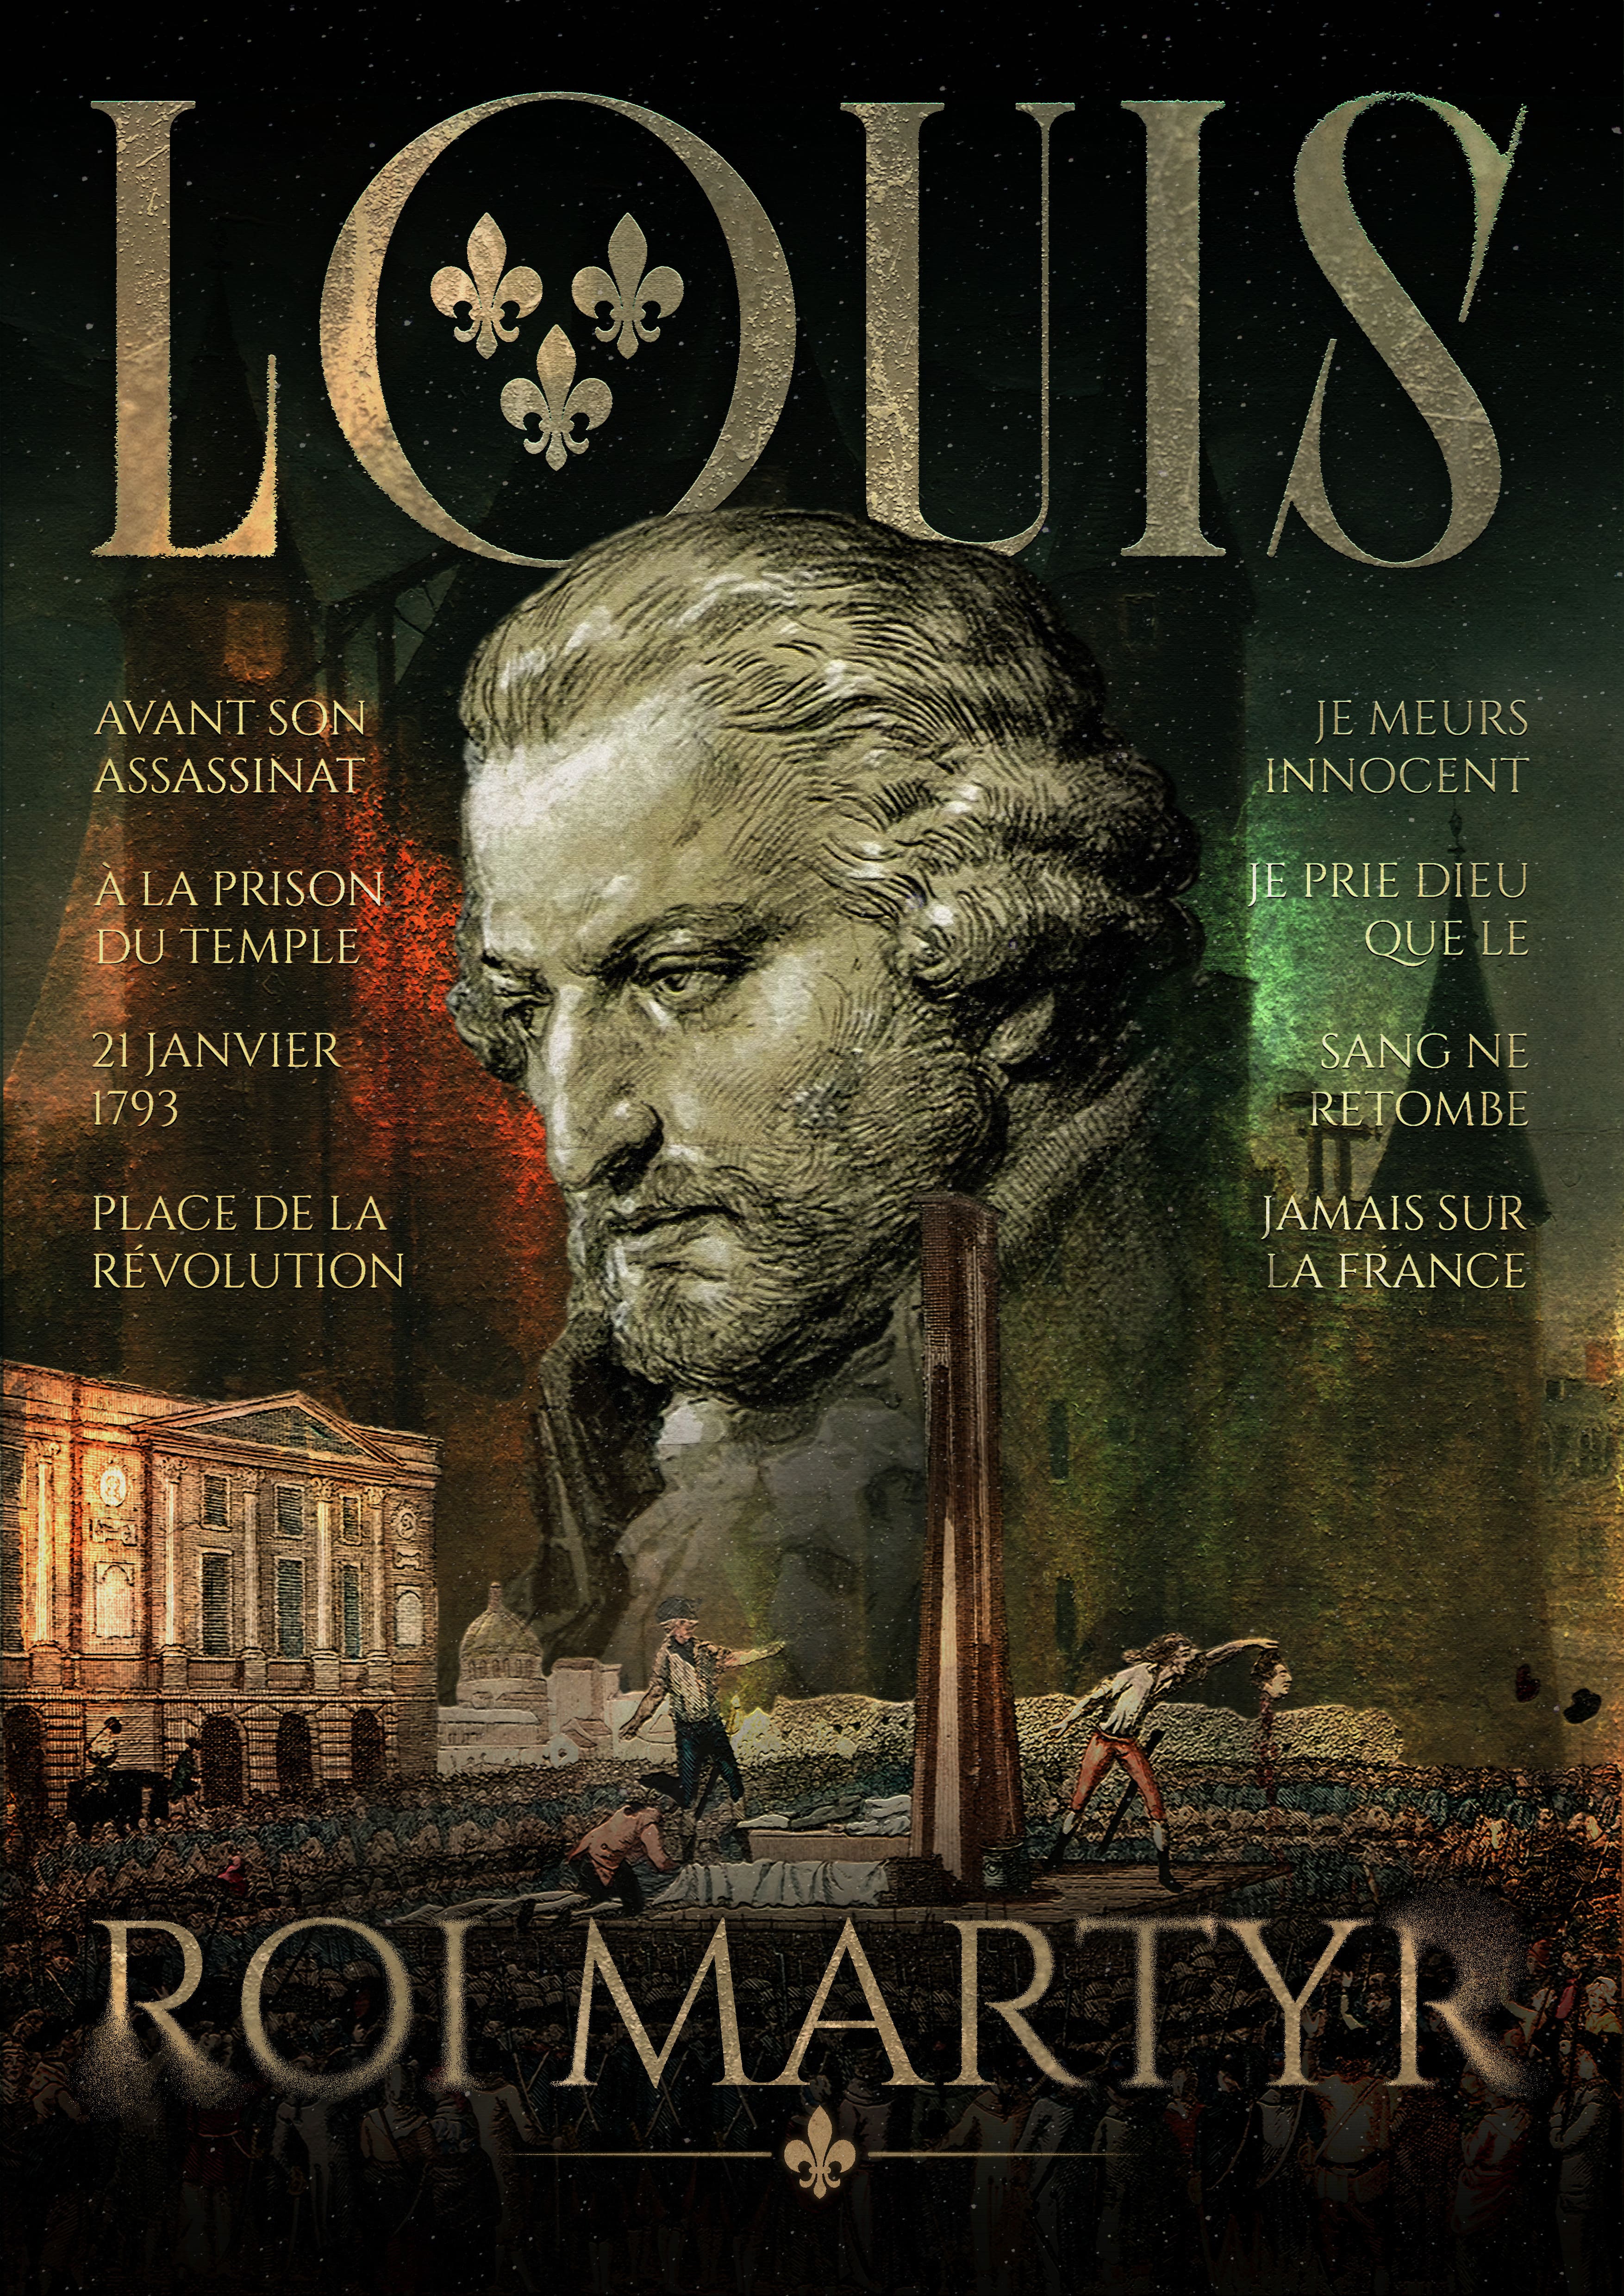 LOUIS
AVANT SON
ASSASSINAT
À LA PRISON
DU TEMPLE
21 JANVIER
1793
PLACE DE LA
RÉVOLUTION
JE MEURS
INNOCENT
JE PRIE DIEU
QUE LE
SANG NE
RETOMBE
JAMAIS SUR
LA FRANCE
ROI MARTYR